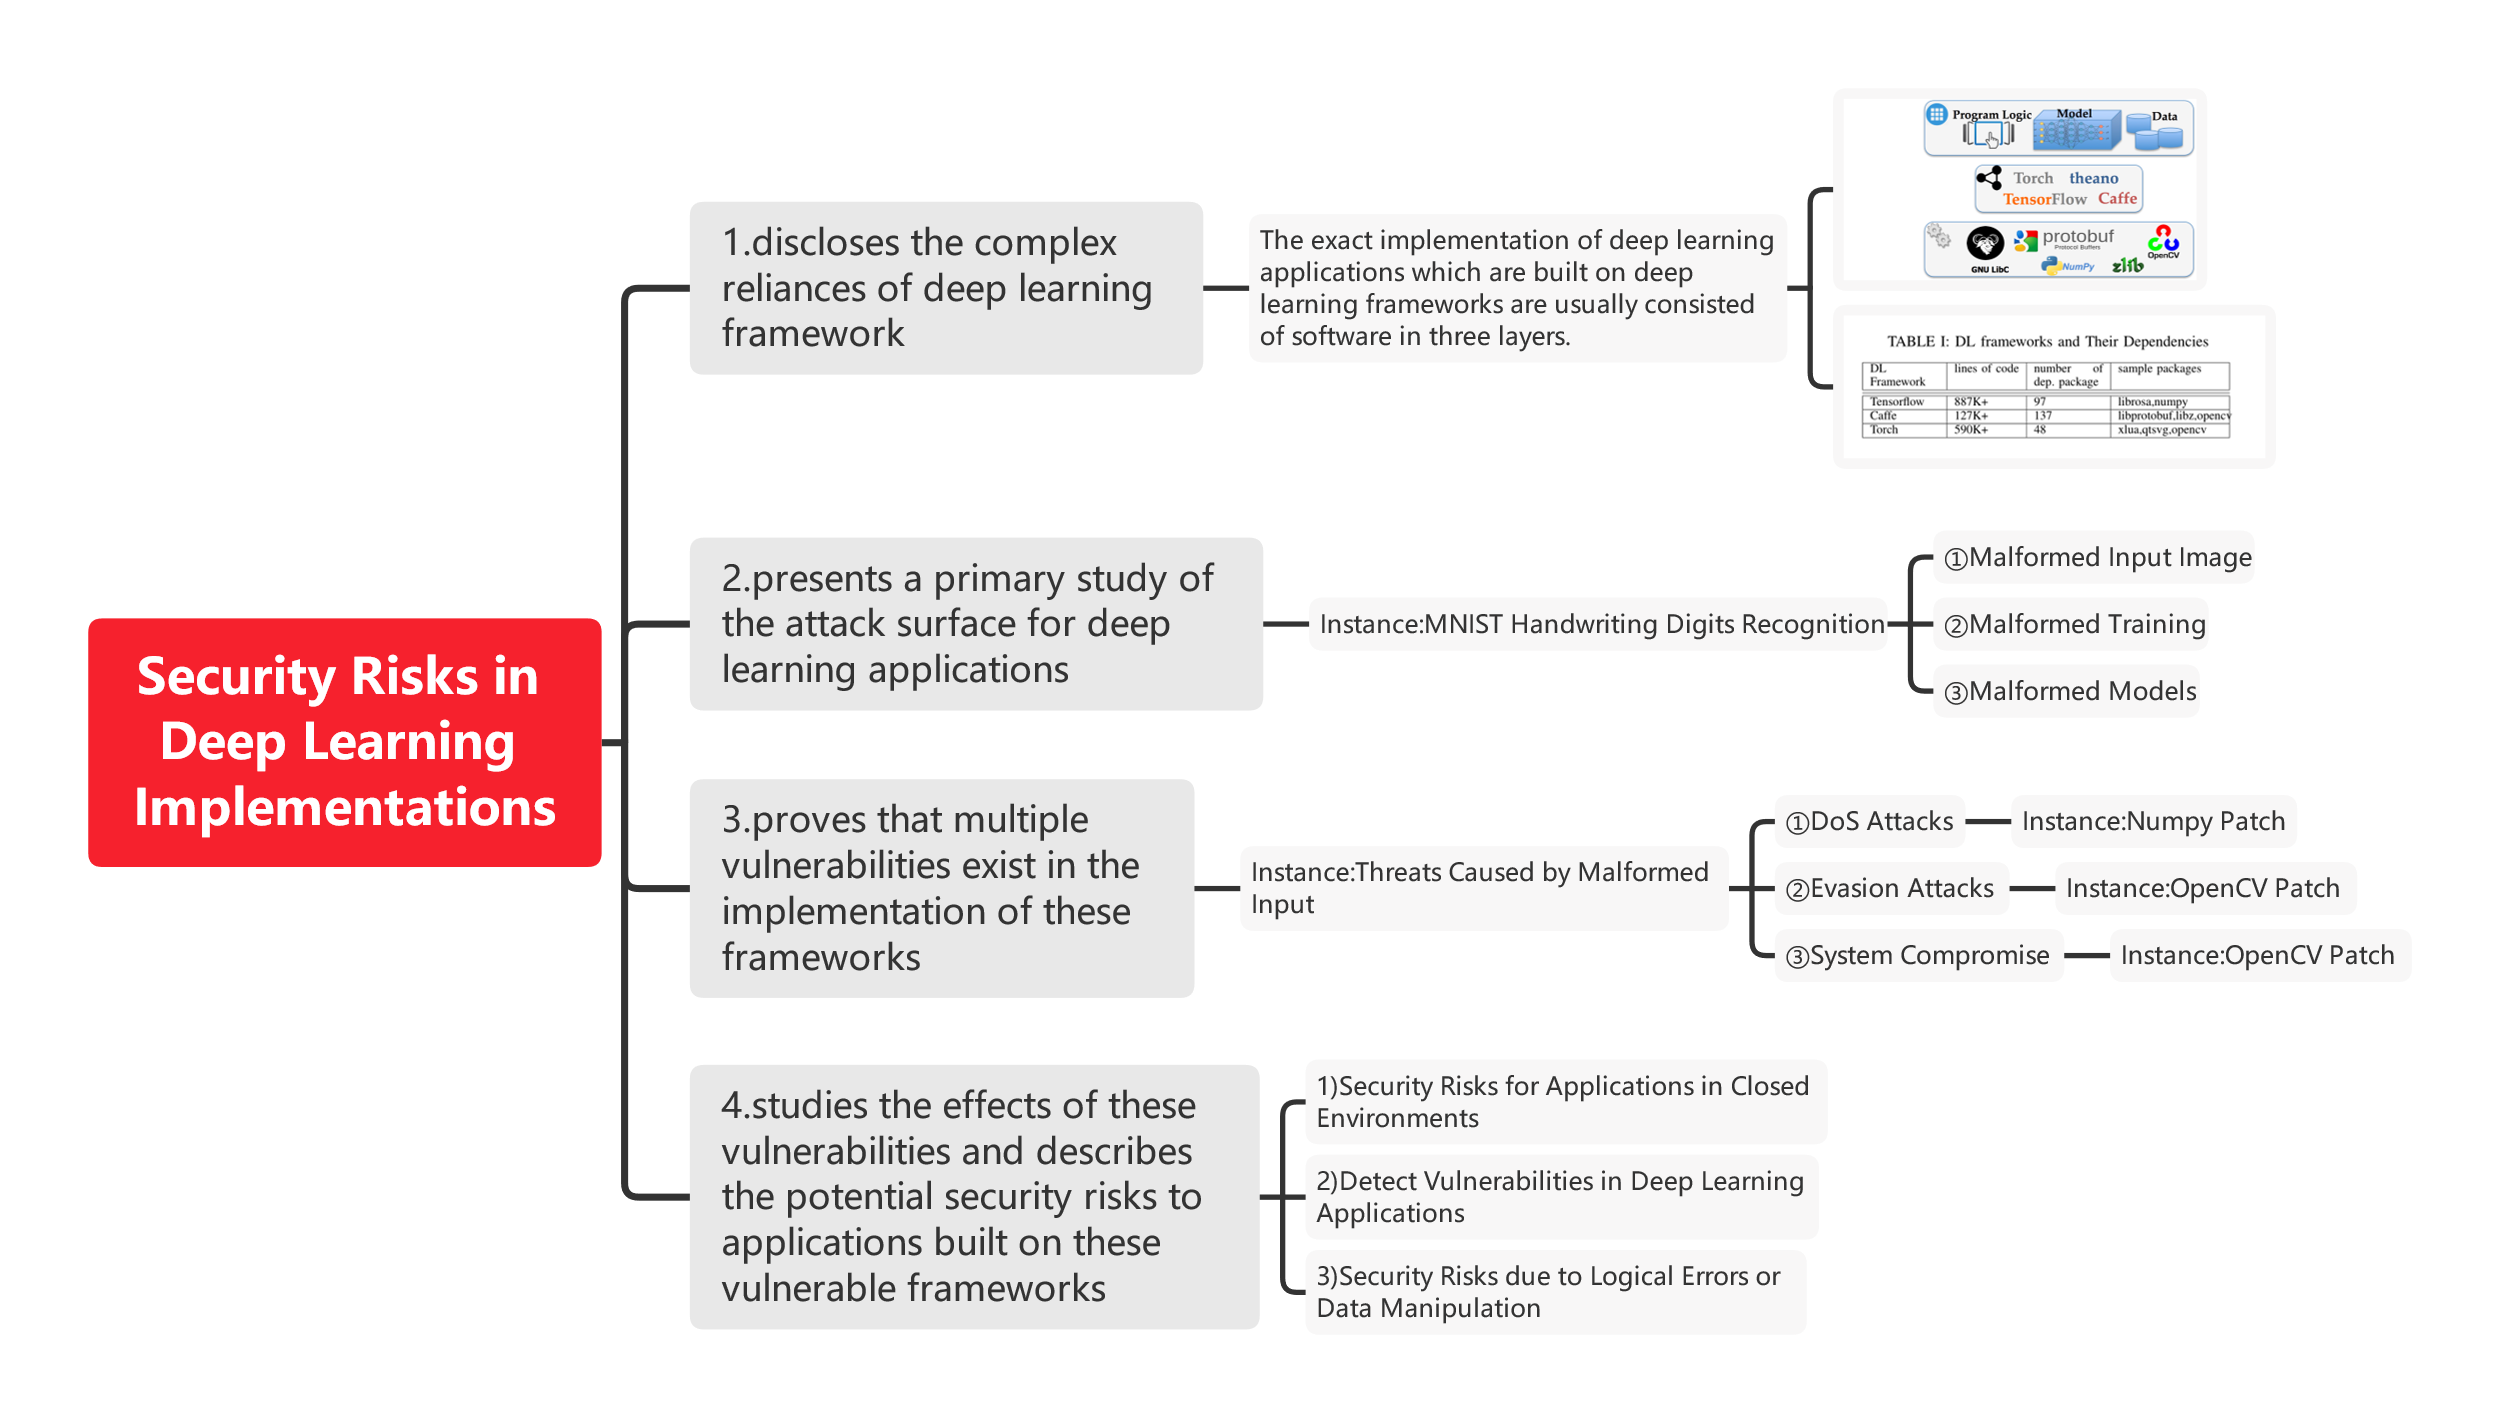 Security Risks in
Deep Learning
Implementations
1.discloses the complex
reliances of deep learning
framework
The exact implementation of deep learning
applications which are built on deep
learning frameworks are usually consisted
of software in three layers.
Program Logic Model Data
Torch theano
TensorFlow Caffe
GNU LibC protobuf
Protocol Buffers
NumPy zlib OpenCV
TABLE I: DL frameworks and Their Dependencies
DL Framework lines of code number of dep. package sample packages
Tensorflow 887K+ 97 librosa,numpy
Caffe 127K+ 137 libprotobuf,libz,opencv
Torch 590K+ 48 xlua,qtsvg,opencv
2.presents a primary study of
the attack surface for deep
learning applications
Instance:MNIST Handwriting Digits Recognition
①Malformed Input Image
②Malformed Training
③Malformed Models
3.proves that multiple
vulnerabilities exist in the
implementation of these
frameworks
Instance:Threats Caused by Malformed
Input
①DoS Attacks
Instance:Numpy Patch
②Evasion Attacks
Instance:OpenCV Patch
③System Compromise
Instance:OpenCV Patch
4.studies the effects of these
vulnerabilities and describes
the potential security risks to
applications built on these
vulnerable frameworks
1)Security Risks for Applications in Closed
Environments
2)Detect Vulnerabilities in Deep Learning
Applications
3)Security Risks due to Logical Errors or
Data Manipulation